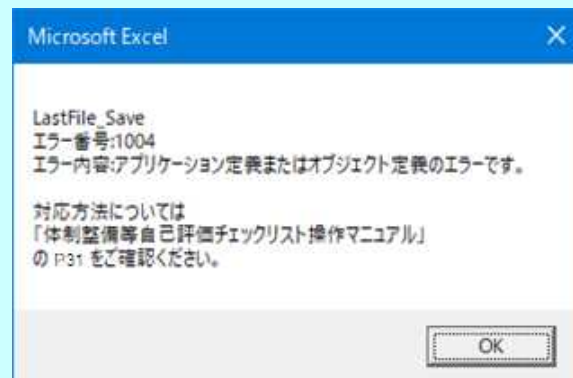 Microsoft Excel
LastFile_Save
エラー番号:1004
エラー内容:アプリケーション定義またはオブジェクト定義のエラーです。
対応方法については
「体制整備等自己評価チェックリスト操作マニュアル」
の P31 をご確認ください。
OK